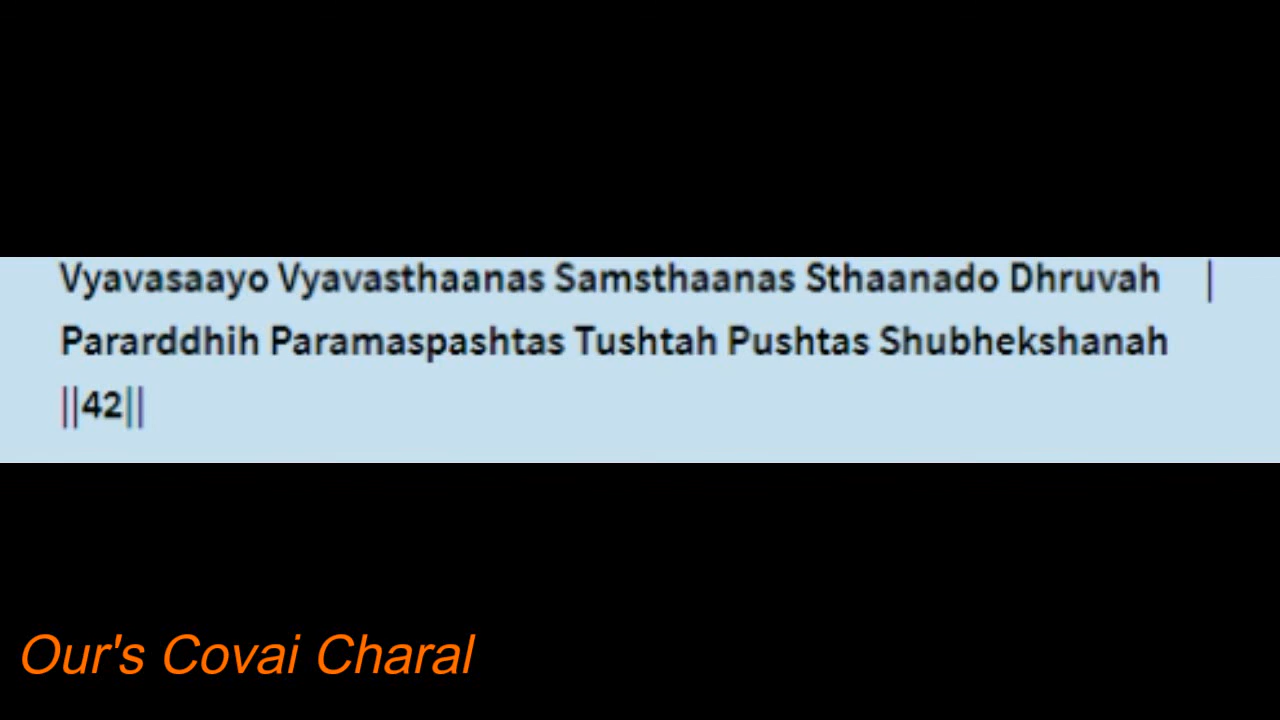 Vyavasaayo Vyavasthaanas Samsthaanas Sthaanado Dhruvah |
Pararddhih Paramaspashtas Tushtah Pushtas Shubhekshanah
||42||
Our's Covai Charal